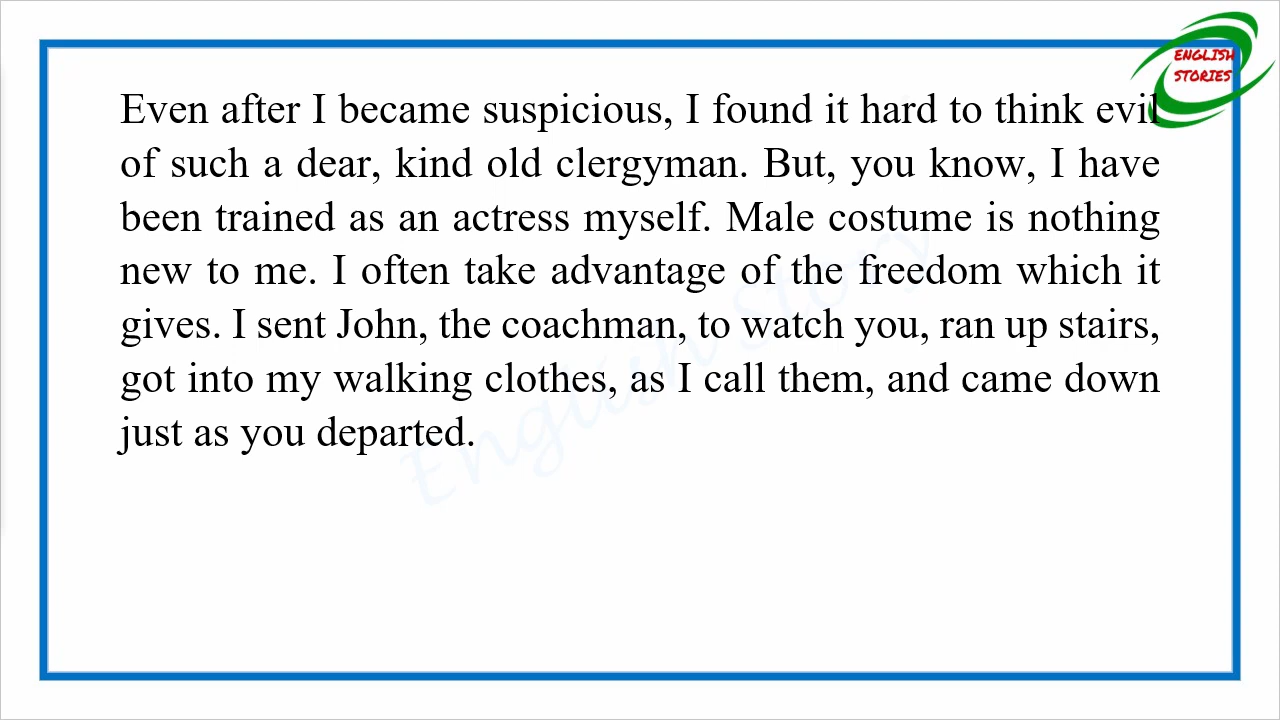 ENGLISH
STORIES
Even after I became suspicious, I found it hard to think evil
of such a dear, kind old clergyman. But, you know, I have
been trained as an actress myself. Male costume is nothing
new to me. I often take advantage of the freedom which it
gives. I sent John, the coachman, to watch you, ran up stairs,
got into my walking clothes, as I call them, and came down
just as you departed.
English Story